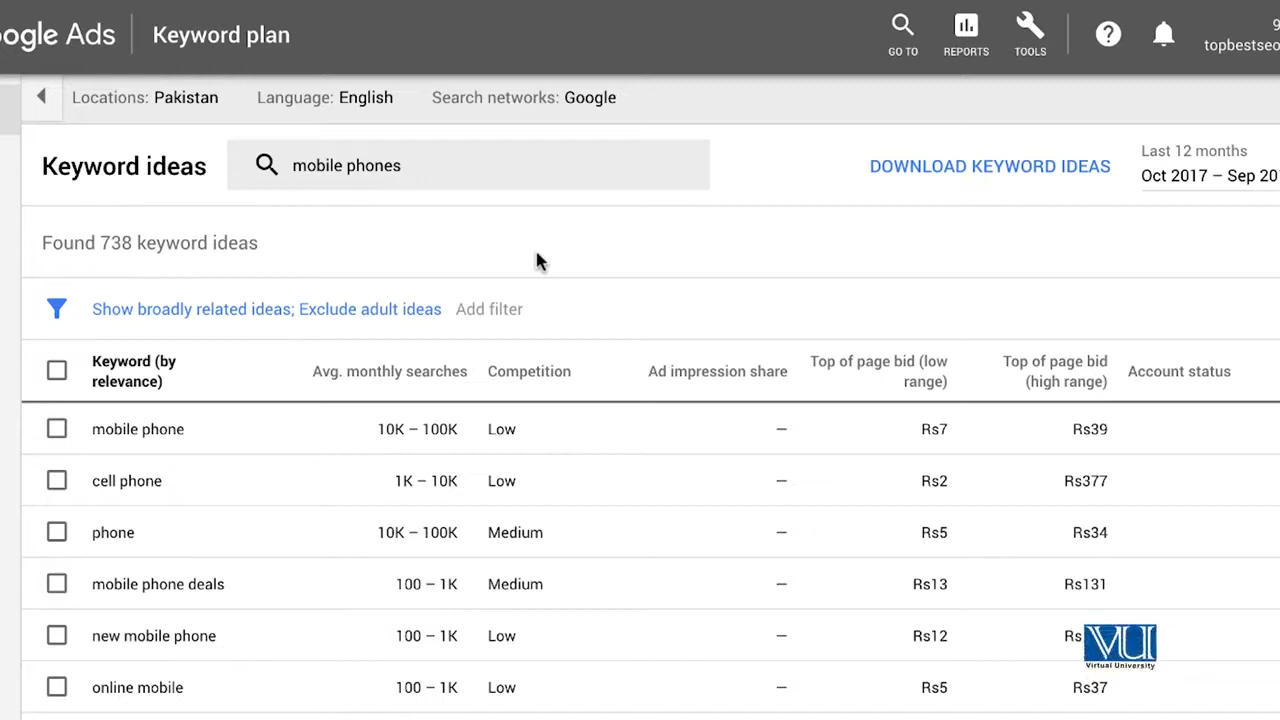 oogle Ads Keyword plan
GO TO REPORTS TOOLS
topbestseo
Locations: Pakistan Language: English Search networks: Google
Keyword ideas mobile phones DOWNLOAD KEYWORD IDEAS
Last 12 months
Oct 2017 – Sep 20
Found 738 keyword ideas
Show broadly related ideas; Exclude adult ideas Add filter
Keyword (by relevance) Avg. monthly searches Competition Ad impression share Top of page bid (low range) Top of page bid (high range) Account status
mobile phone 10K – 100K Low – Rs7 Rs39
cell phone 1K – 10K Low – Rs2 Rs377
phone 10K – 100K Medium – Rs5 Rs34
mobile phone deals 100 – 1K Medium – Rs13 Rs131
new mobile phone 100 – 1K Low – Rs12 Rs
VU
Virtual University
online mobile 100 – 1K Low – Rs5 Rs37